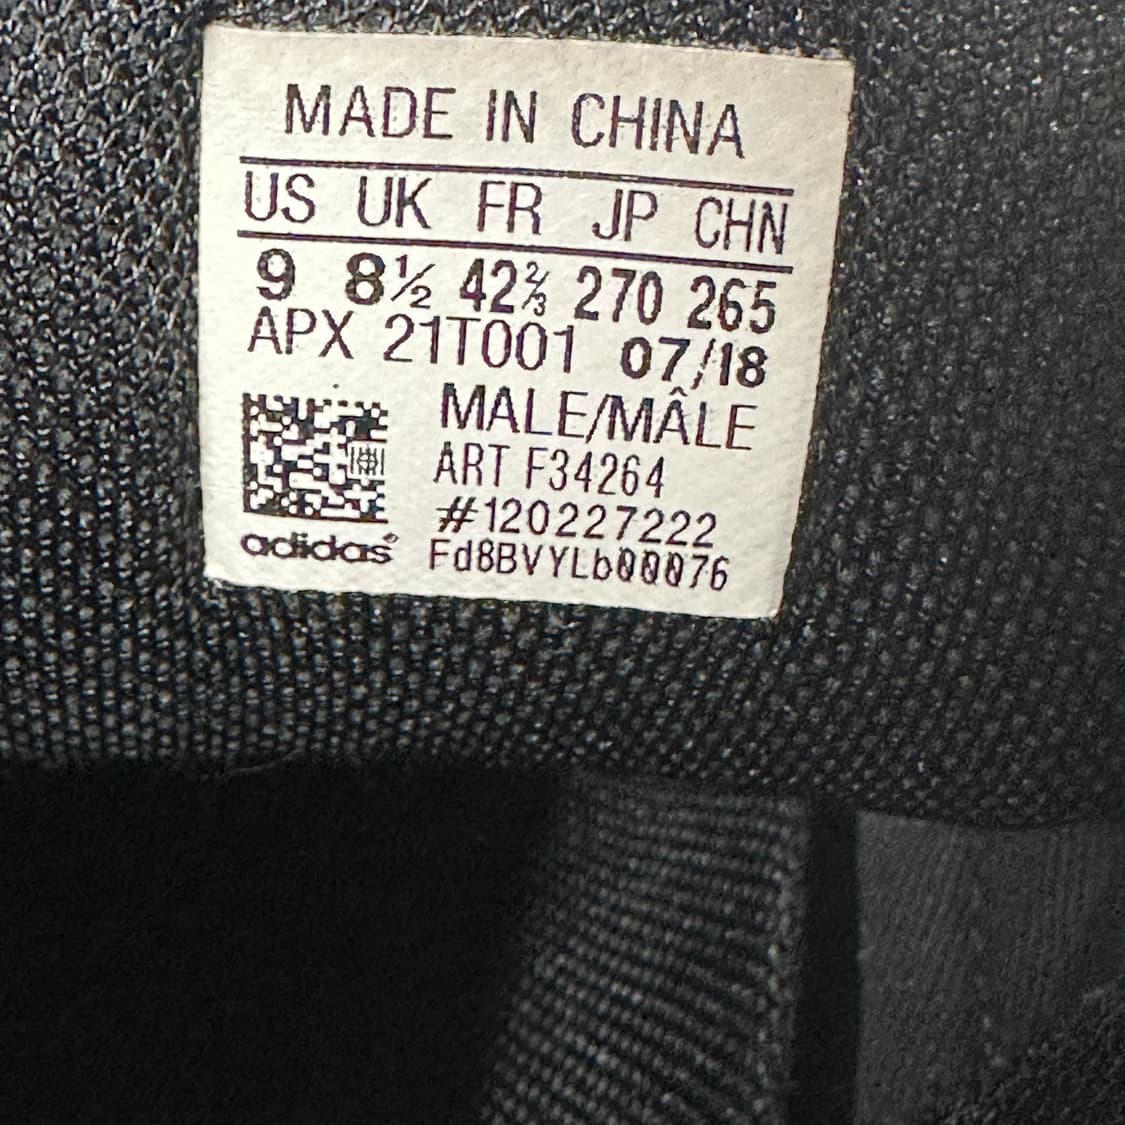 MADE IN CHINA
US UK FR JP CHN
9 8½ 42⅔ 270 265
APX 21T001 07/18
MALE/MÂLE
ART F34264
#120227222
adidas® Fd8BVYLb00076